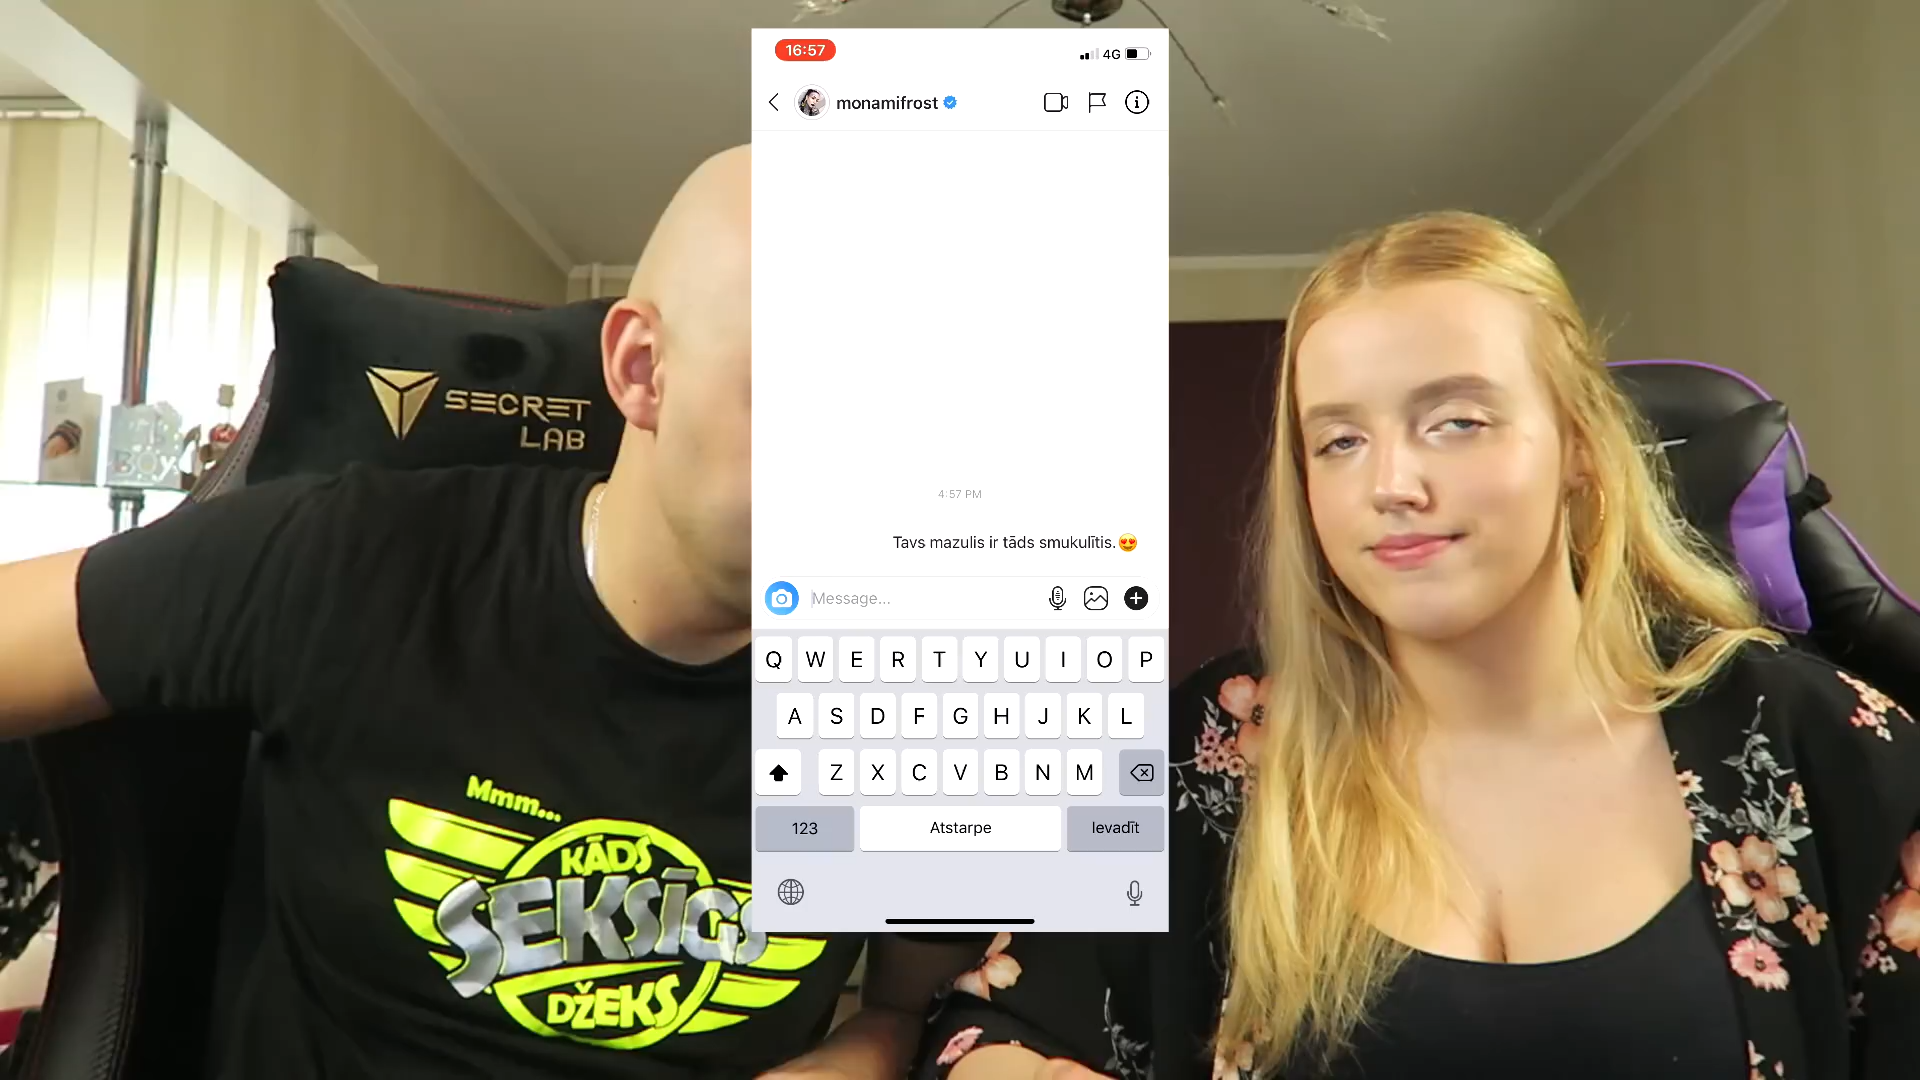 16:57
4G
monamifrost
4:57 PM
Tavs mazulis ir tāds smukulītis.😍
Message...
Q W E R T Y U I O P
A S D F G H J K L
Z X C V B N M
123 Atstarpe Ievadīt
SECRET
LAB
BOX
Mmm...
KĀDS
SEKSĪGS
DŽEKS